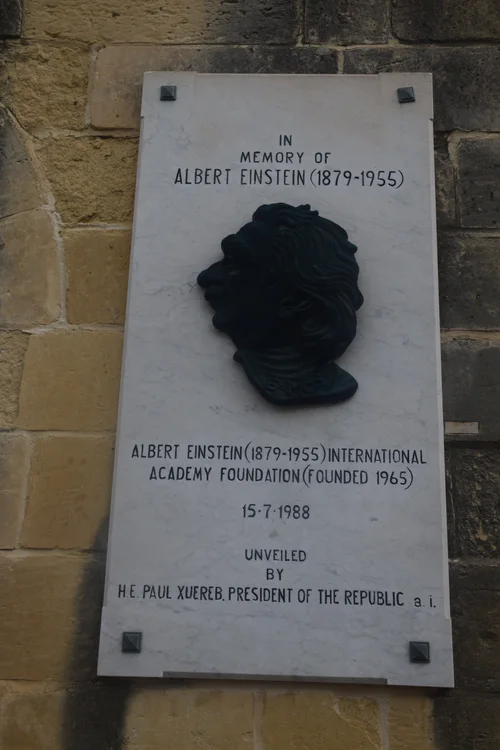 IN
MEMORY OF
ALBERT EINSTEIN (1879-1955)
ALBERT EINSTEIN (1879-1955) INTERNATIONAL
ACADEMY FOUNDATION (FOUNDED 1965)
15·7·1988
UNVEILED
BY
H.E. PAUL XUEREB, PRESIDENT OF THE REPUBLIC a.i.